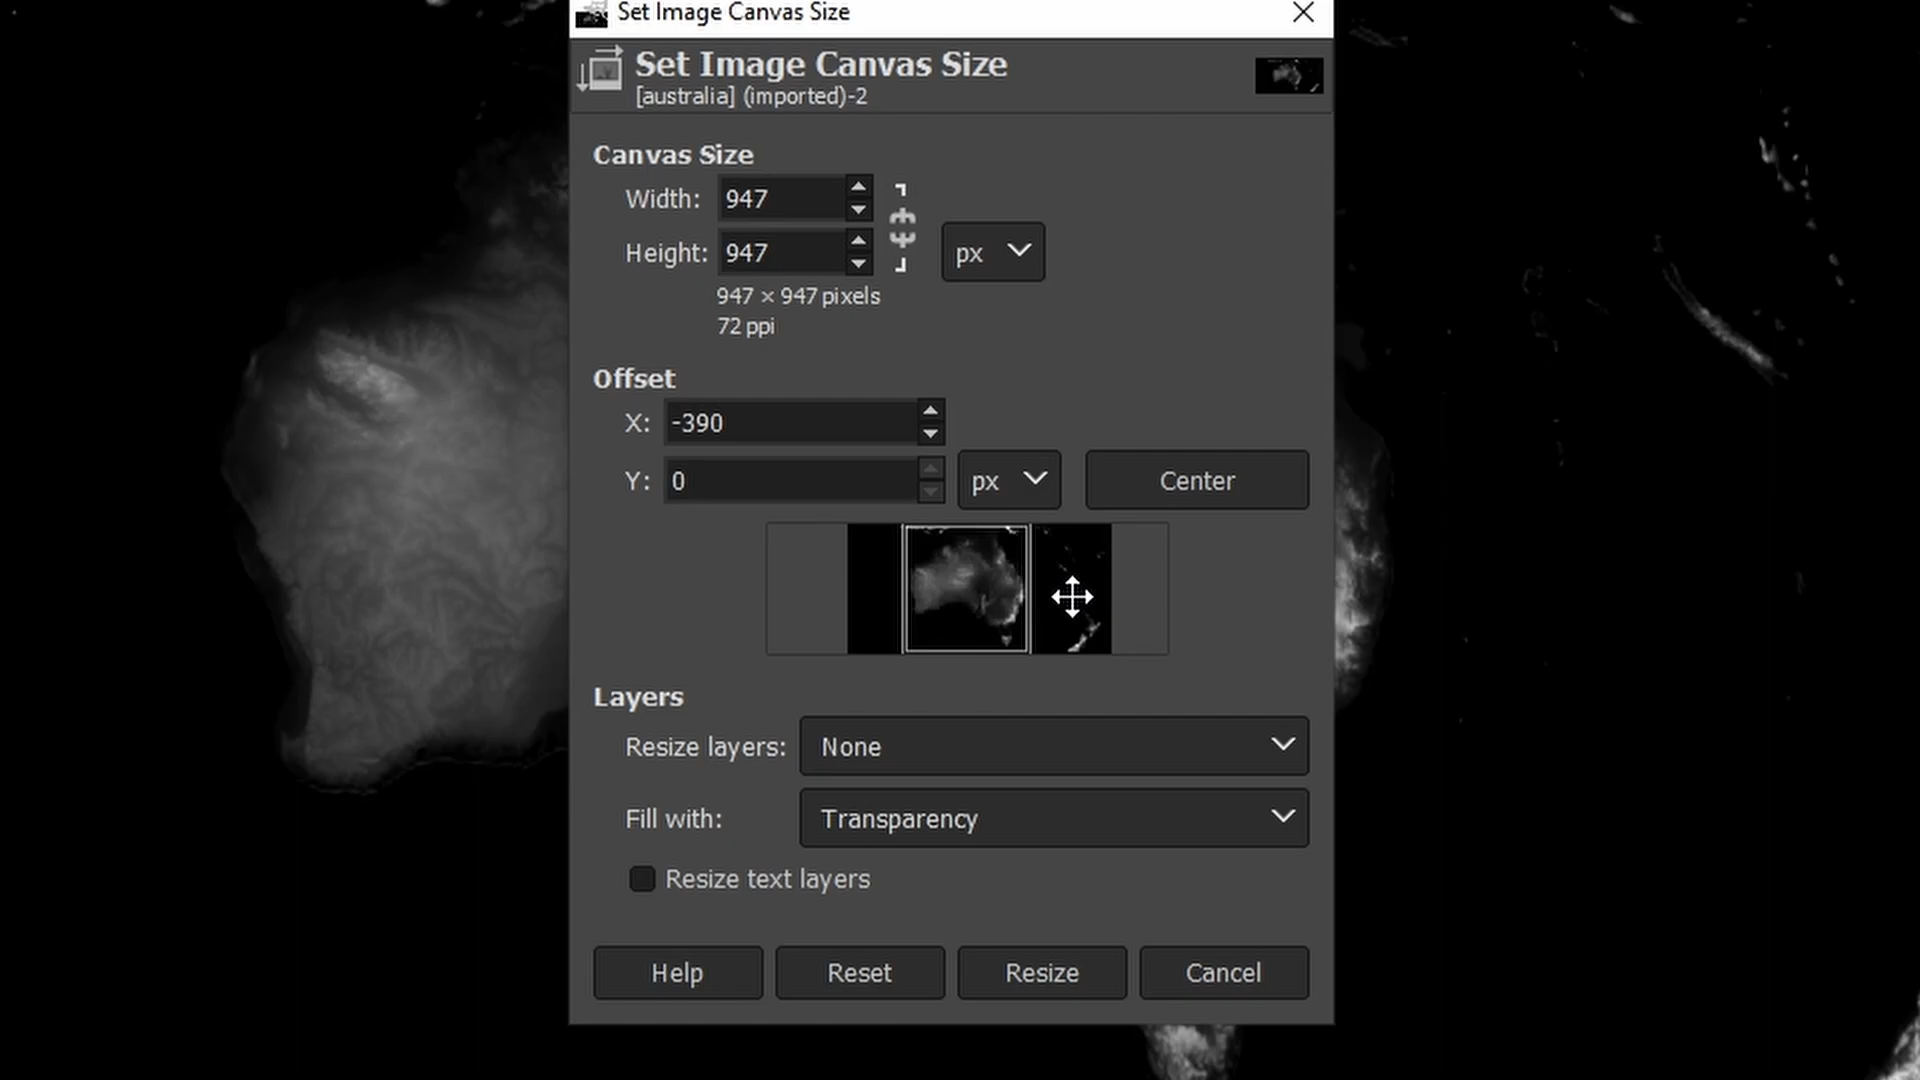 Set Image Canvas Size
Set Image Canvas Size
[australia] (imported)-2
Canvas Size
Width: 947
Height: 947 px
947 × 947 pixels
72 ppi
Offset
X: -390
Y: 0 px Center
Layers
Resize layers: None
Fill with: Transparency
Resize text layers
Help Reset Resize Cancel